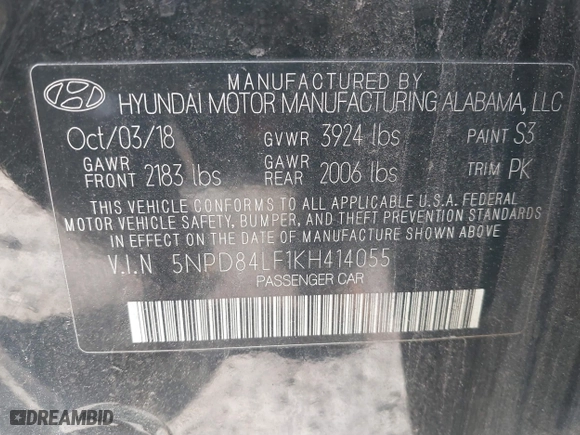 MANUFACTURED BY
HYUNDAI MOTOR MANUFACTURING ALABAMA, LLC
Oct/03/18 GVWR 3924 lbs PAINT S3
GAWR FRONT 2183 lbs GAWR REAR 2006 lbs TRIM PK
THIS VEHICLE CONFORMS TO ALL APPLICABLE U.S.A. FEDERAL
MOTOR VEHICLE SAFETY, BUMPER, AND THEFT PREVENTION STANDARDS
IN EFFECT ON THE DATE OF MANUFACTURE SHOWN ABOVE
V.I.N 5NPD84LF1KH414055
PASSENGER CAR
DREAMBID